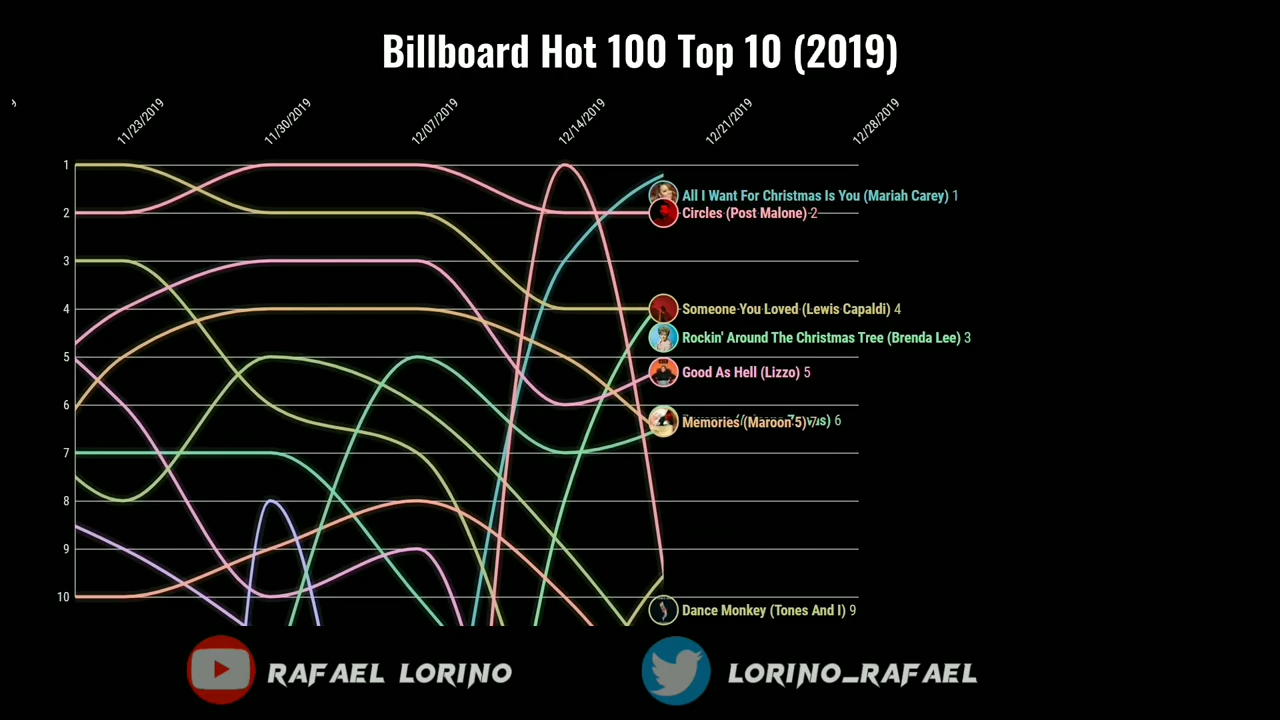 Billboard Hot 100 Top 10 (2019)
11/23/2019
11/30/2019
12/07/2019
12/14/2019
12/21/2019
12/28/2019
1
2
3
4
5
6
7
8
9
10
All I Want For Christmas Is You (Mariah Carey) 1
Circles (Post Malone) 2
Someone You Loved (Lewis Capaldi) 4
Rockin' Around The Christmas Tree (Brenda Lee) 3
Good As Hell (Lizzo) 5
Memories (Maroon 5) 7
6
Dance Monkey (Tones And I) 9
RAFAEL LORINO
LORINO_RAFAEL